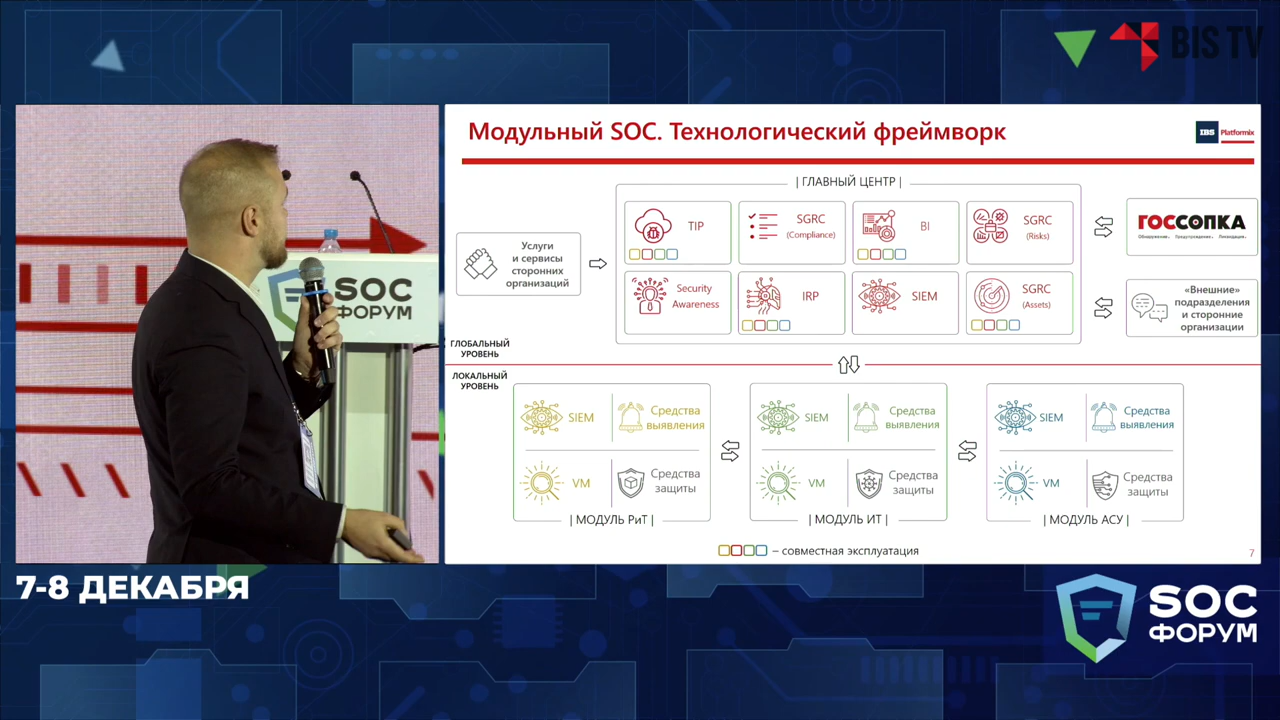 BIS TV
Модульный SOC. Технологический фреймворк
IBS Platformix
| ГЛАВНЫЙ ЦЕНТР |
Услуги
и сервисы
сторонних
организаций
TIP
SGRC
(Compliance)
BI
SGRC
(Risks)
Security
Awareness
IRP
SIEM
SGRC
(Assets)
ГОССОПКА
Обнаружение. Предупреждение. Ликвидация.
«Внешние»
подразделения
и сторонние
организации
ГЛОБАЛЬНЫЙ
УРОВЕНЬ
ЛОКАЛЬНЫЙ
УРОВЕНЬ
SIEM
Средства
выявления
VM
Средства
защиты
| МОДУЛЬ РиТ |
SIEM
Средства
выявления
VM
Средства
защиты
| МОДУЛЬ ИТ |
SIEM
Средства
выявления
VM
Средства
защиты
| МОДУЛЬ АСУ |
– совместная эксплуатация
7
SOC
ФОРУМ
7-8 ДЕКАБРЯ
SOC
ФОРУМ